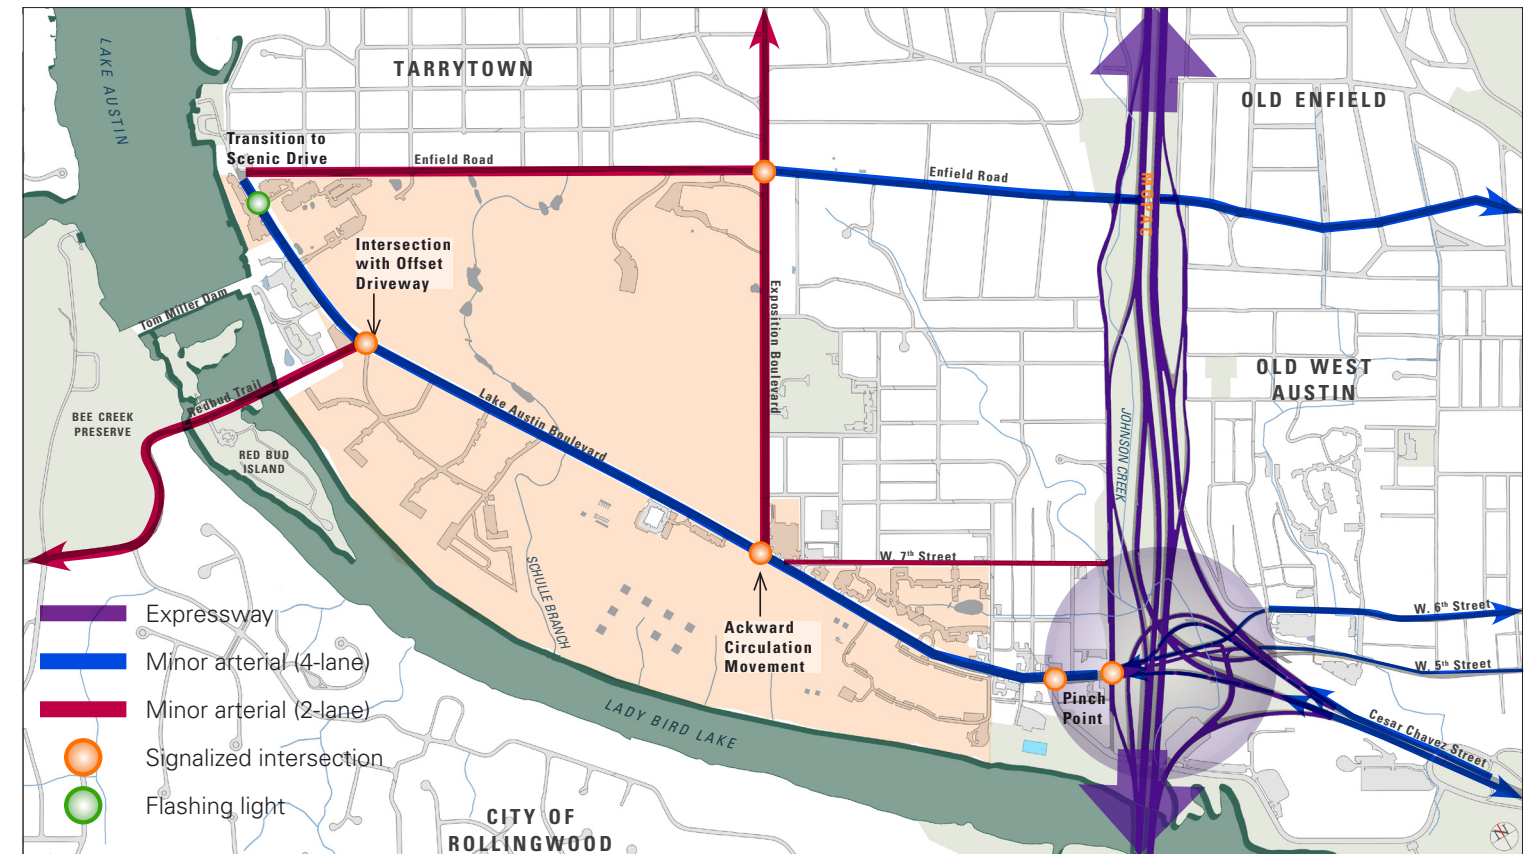 LAKE AUSTIN
TARRYTOWN
OLD ENFIELD
Transition to
Scenic Drive
Enfield Road
Enfield Road
MOPAC
Intersection
with Offset
Driveway
Exposition Boulevard
Tom Miller Dam
OLD WEST
AUSTIN
Redbud Trail
Lake Austin Boulevard
BEE CREEK
PRESERVE
RED BUD
ISLAND
JOHNSON CREEK
SCHULLE BRANCH
W. 7th Street
Expressway
Minor arterial (4-lane)
Minor arterial (2-lane)
Signalized intersection
Flashing light
Ackward
Circulation
Movement
W. 6th Street
W. 5th Street
Pinch
Point
Cesar Chavez Street
LADY BIRD LAKE
CITY OF
ROLLINGWOOD
N